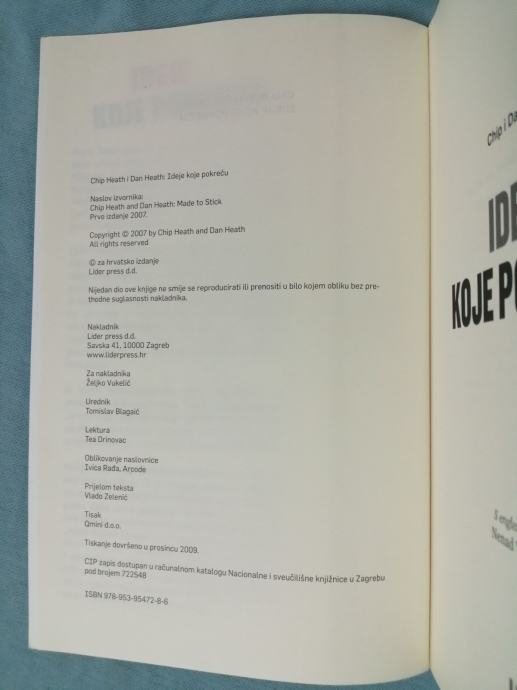 Chip Heath i Dan Heath: Ideje koje pokreću
Naslov izvornika:
Chip Heath and Dan Heath: Made to Stick
Prvo izdanje 2007.
Copyright © 2007 by Chip Heath and Dan Heath
All rights reserved
© za hrvatsko izdanje
Lider press d.d.
Nijedan dio ove knjige ne smije se reproducirati ili prenositi u bilo kojem obliku bez pre-
thodne suglasnosti nakladnika.
Nakladnik
Lider press d.d.
Savska 41, 10000 Zagreb
www.liderpress.hr
Za nakladnika
Željko Vukelić
Urednik
Tomislav Blagaić
Lektura
Tea Drinovac
Oblikovanje naslovnice
Ivica Rada, Arcode
Prijelom teksta
Vlado Zelenić
Tisak
Qmini d.o.o.
Tiskanje dovršeno u prosincu 2009.
CIP zapis dostupan u računalnom katalogu Nacionalne i sveučilišne knjižnice u Zagrebu
pod brojem 722548
ISBN 978-953-95472-8-6
Chip i Da
IDE
KOJE P
S engle
Nenad